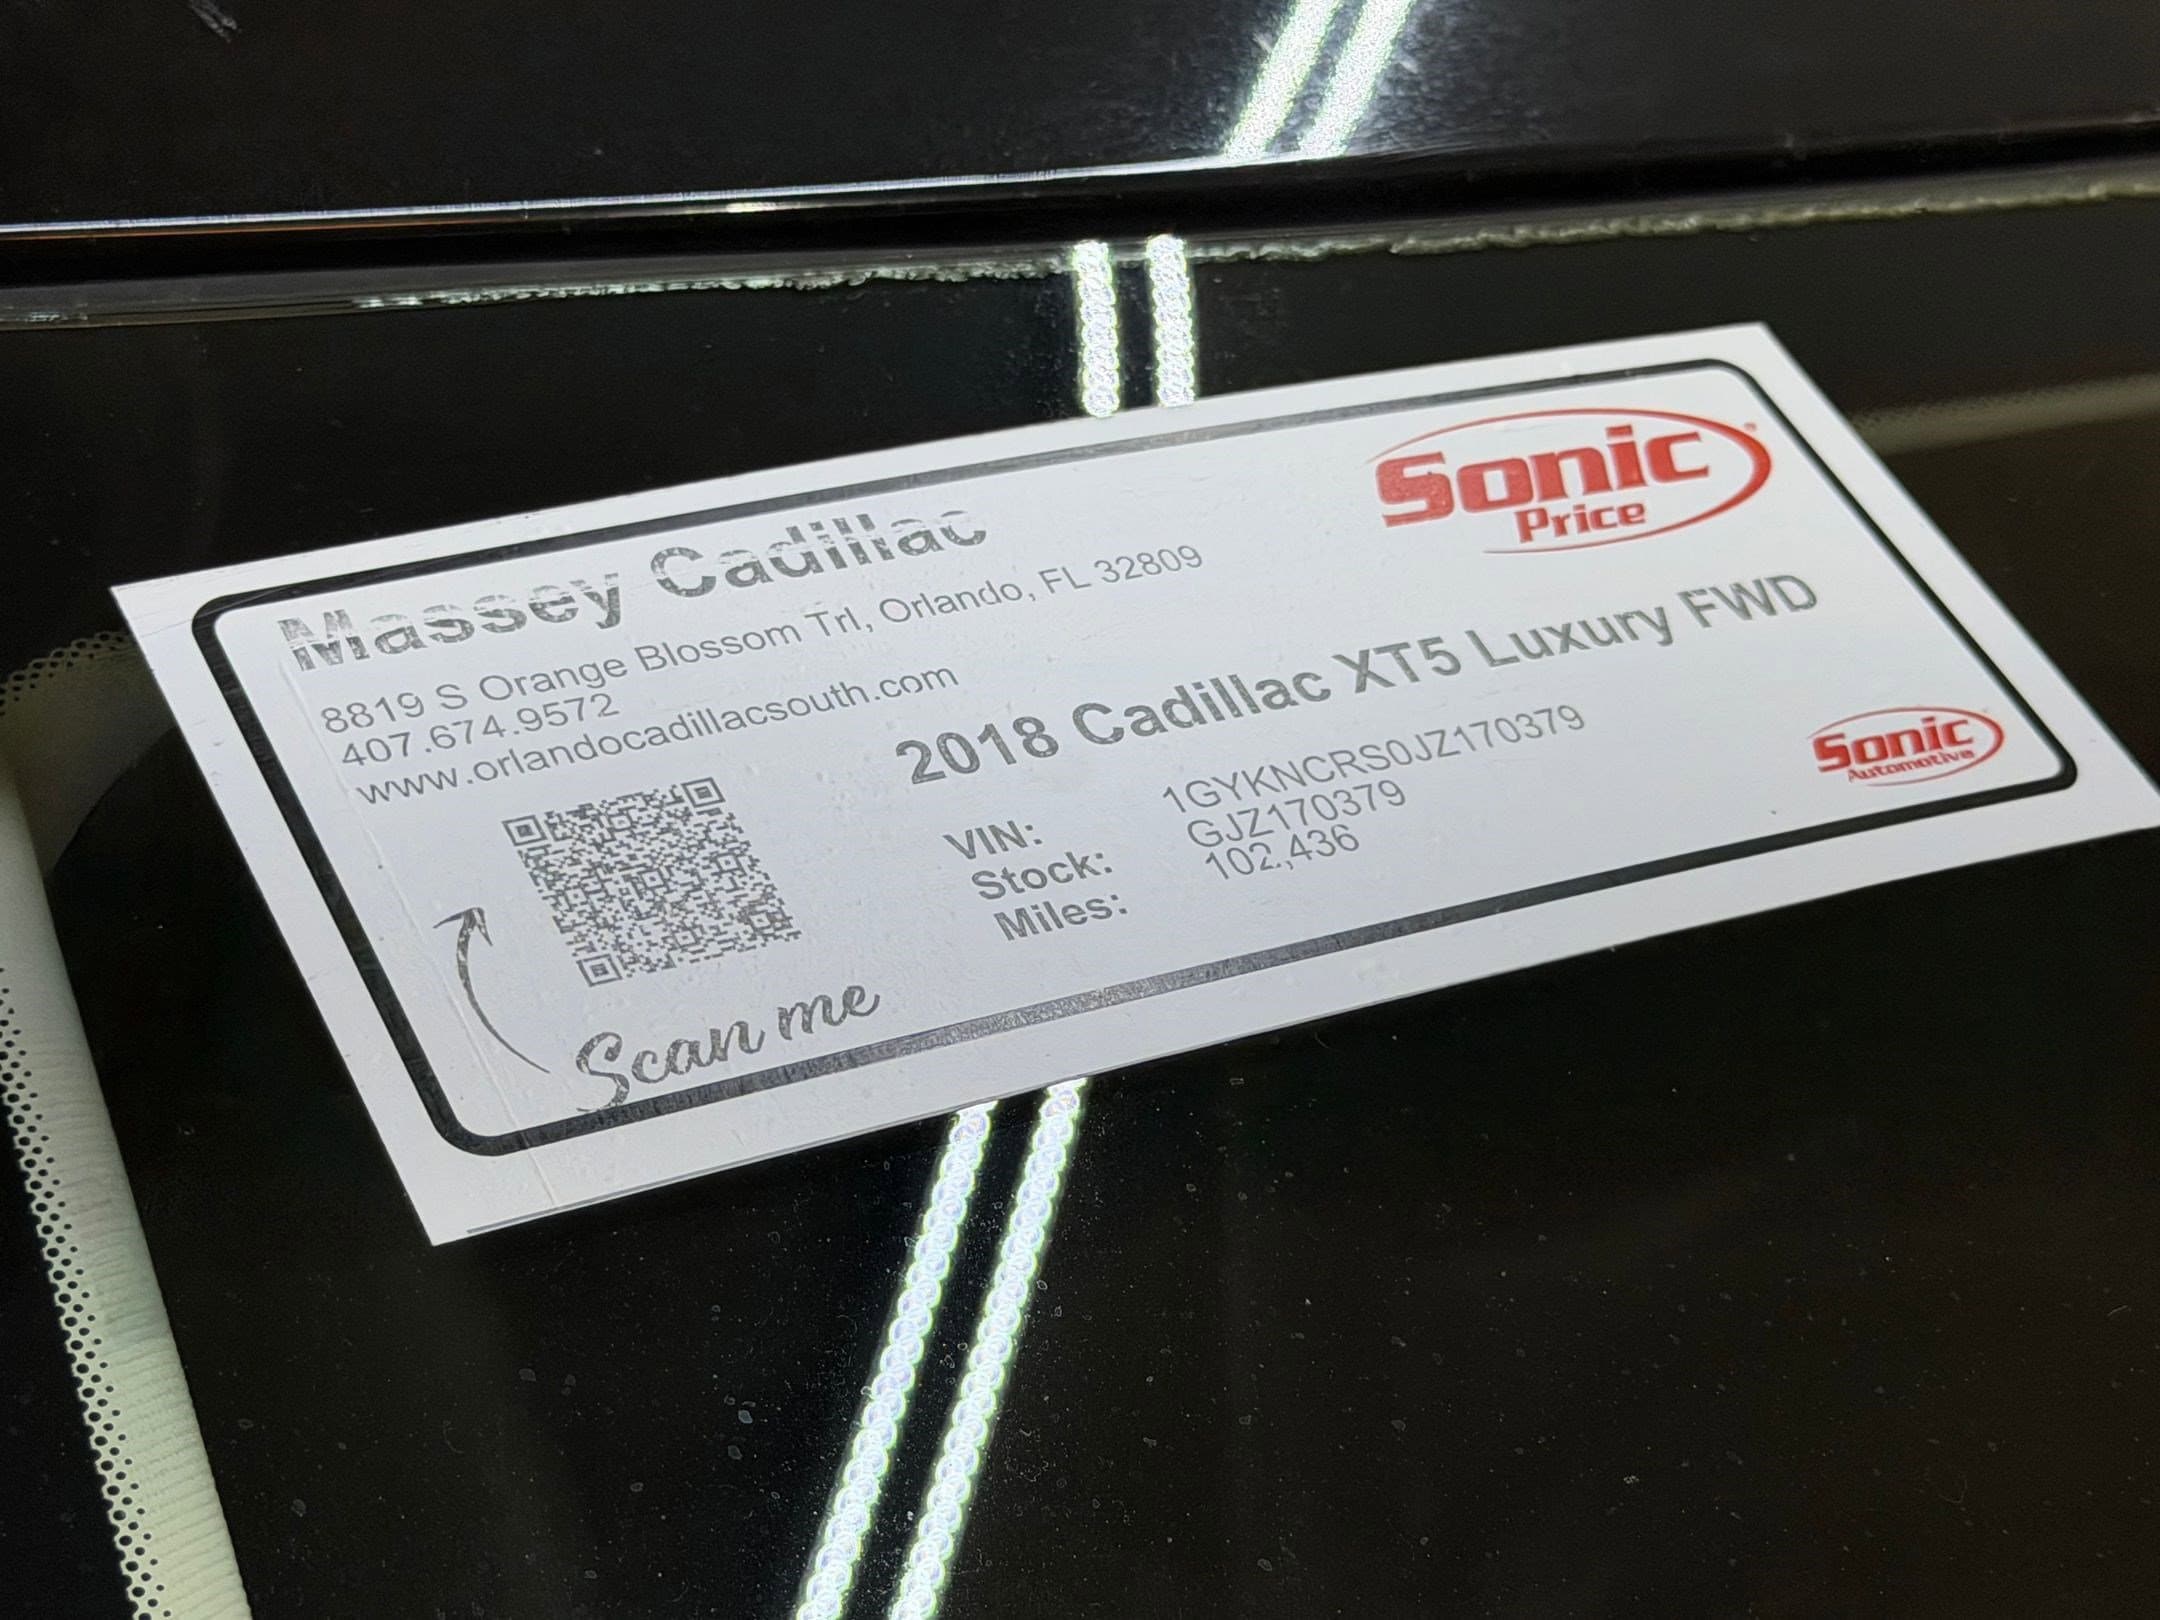 Massey Cadillac
8819 S Orange Blossom Trl, Orlando, FL 32809
407.674.9572
www.orlandocadillacsouth.com
Sonic
Price
2018 Cadillac XT5 Luxury FWD
VIN: 1GYKNCRS0JZ170379
Stock: GJZ170379
Miles: 102,436
Scan me
Sonic
Automotive